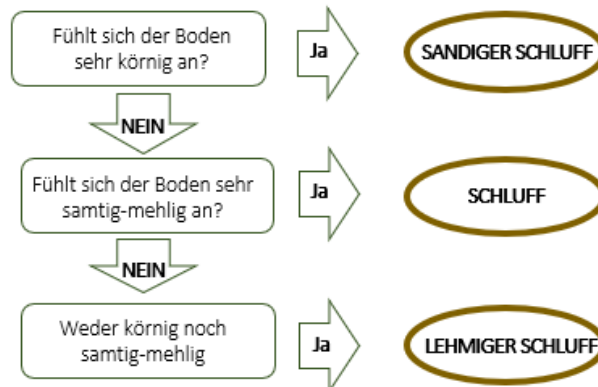 Fühlt sich der Boden
sehr körnig an?
Ja
SANDIGER SCHLUFF
NEIN
Fühlt sich der Boden sehr
samtig-mehlig an?
Ja
SCHLUFF
NEIN
Weder körnig noch
samtig-mehlig
Ja
LEHMIGER SCHLUFF